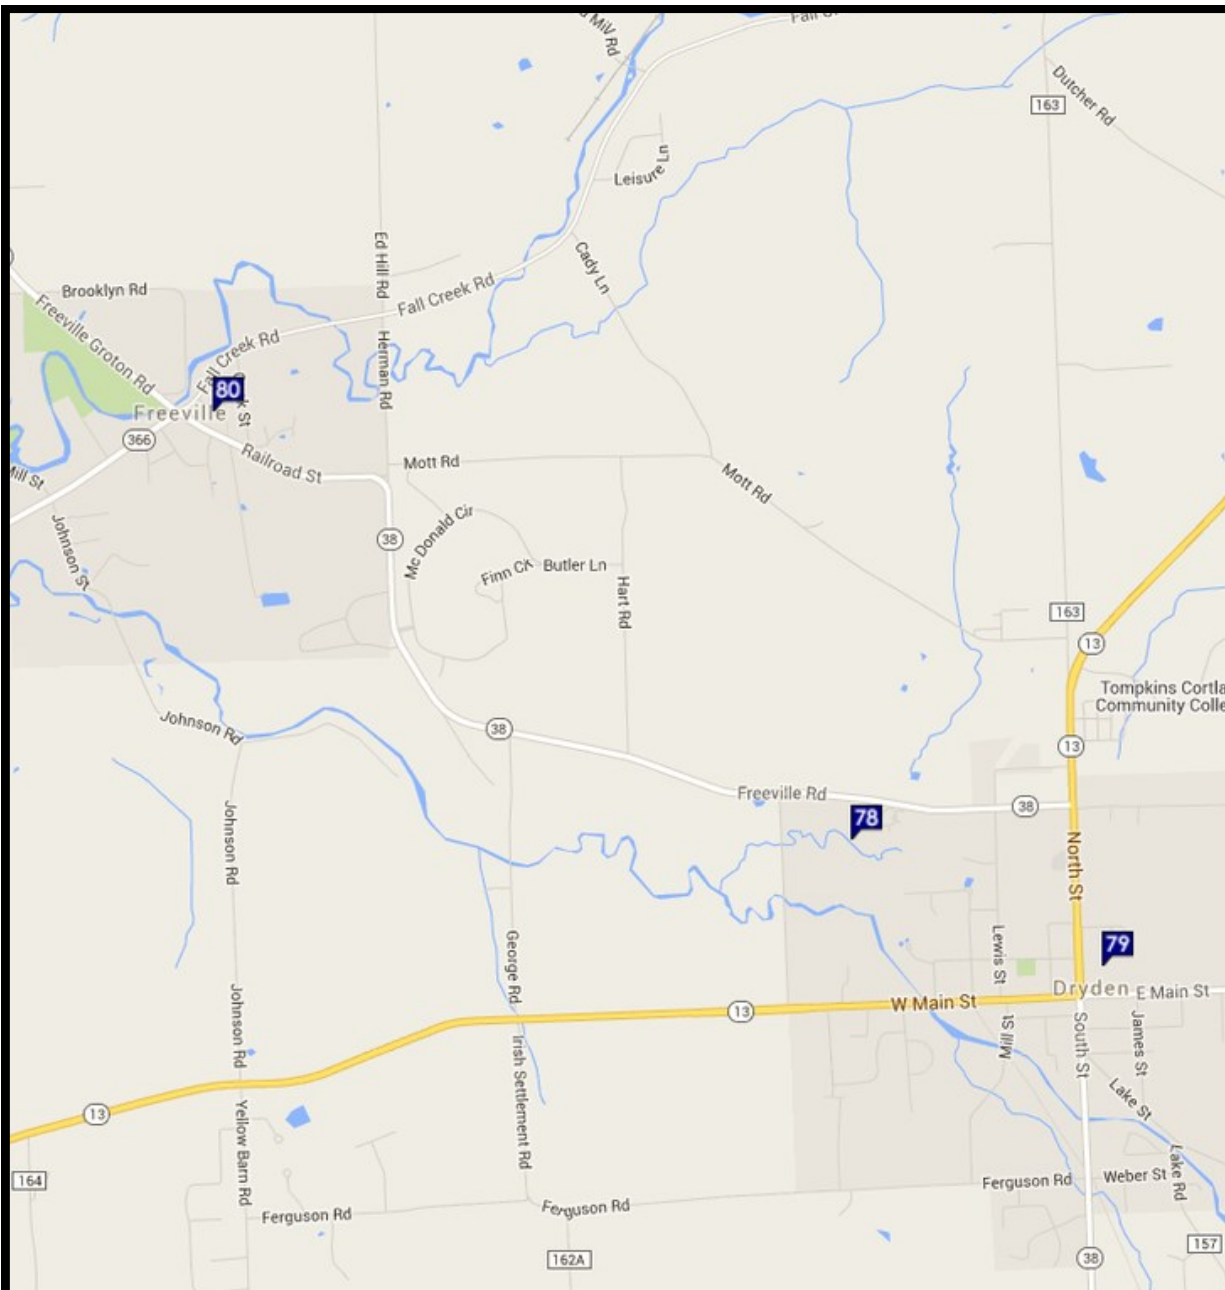 Mill Rd
Fall C
Dutcher Rd
163
Leisure Ln
Ed Hill Rd
Cady Ln
Brooklyn Rd
Fall Creek Rd
Freeville Groton Rd
Fall Creek Rd
Herman Rd
80
k St
Freeville
366
Railroad St
Mott Rd
Mott Rd
Mill St
Johnson St
38
Mc Donald Cir
Finn Cir
Butler Ln
Hart Rd
163
13
Tompkins Cortla
Community Colle
Johnson Rd
38
13
Freeville Rd
38
78
Johnson Rd
North St
George Rd
Lewis St
79
Johnson Rd
13
W Main St
Dryden
E Main St
Irish Settlement Rd
Mill St
South St
James St
13
Yellow Barn Rd
Lake St
164
Ferguson Rd
Ferguson Rd
Ferguson Rd
Weber St
Lake Rd
162A
38
157